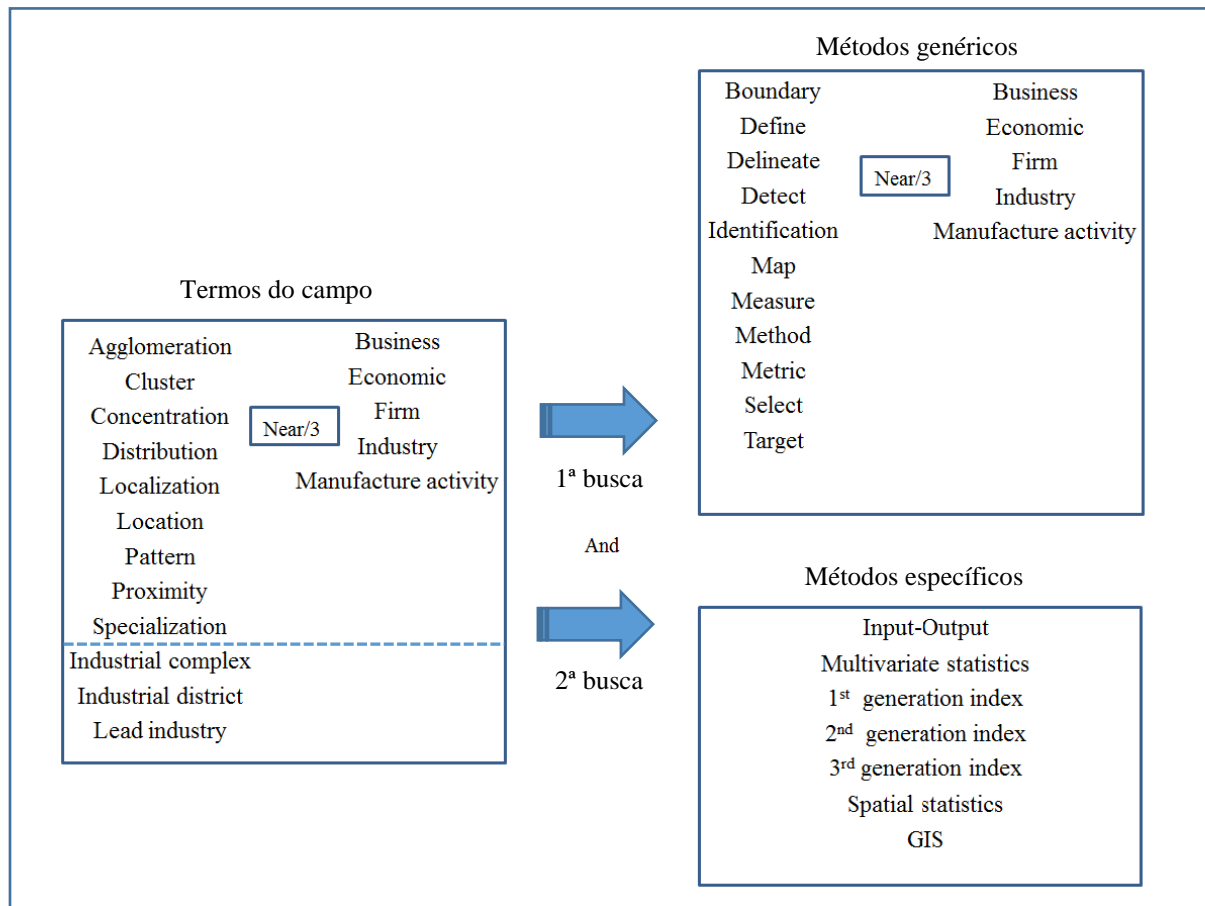 Termos do campo
Agglomeration
Cluster
Concentration
Distribution
Localization
Location
Pattern
Proximity
Specialization
Near/3
Business
Economic
Firm
Industry
Manufacture activity
Industrial complex
Industrial district
Lead industry
1ª busca
And
2ª busca
Métodos genéricos
Boundary
Define
Delineate
Detect
Identification
Map
Measure
Method
Metric
Select
Target
Near/3
Business
Economic
Firm
Industry
Manufacture activity
Métodos específicos
Input-Output
Multivariate statistics
1st generation index
2nd generation index
3rd generation index
Spatial statistics
GIS